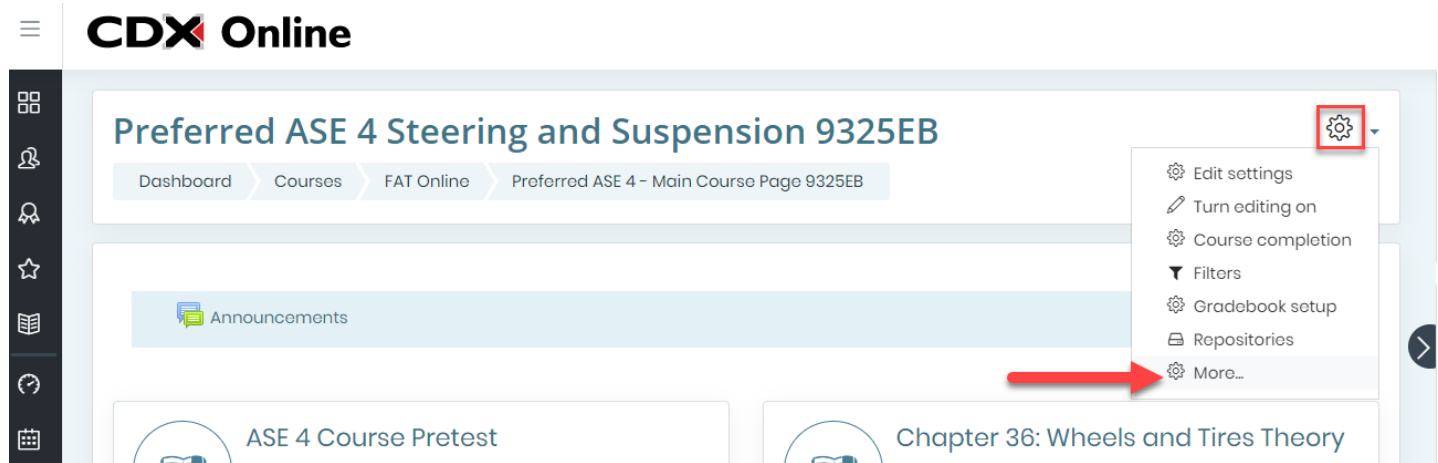 CDX Online
Preferred ASE 4 Steering and Suspension 9325EB
Dashboard Courses FAT Online Preferred ASE 4 - Main Course Page 9325EB
Edit settings
Turn editing on
Course completion
Filters
Gradebook setup
Repositories
More...
Announcements
ASE 4 Course Pretest
Chapter 36: Wheels and Tires Theory